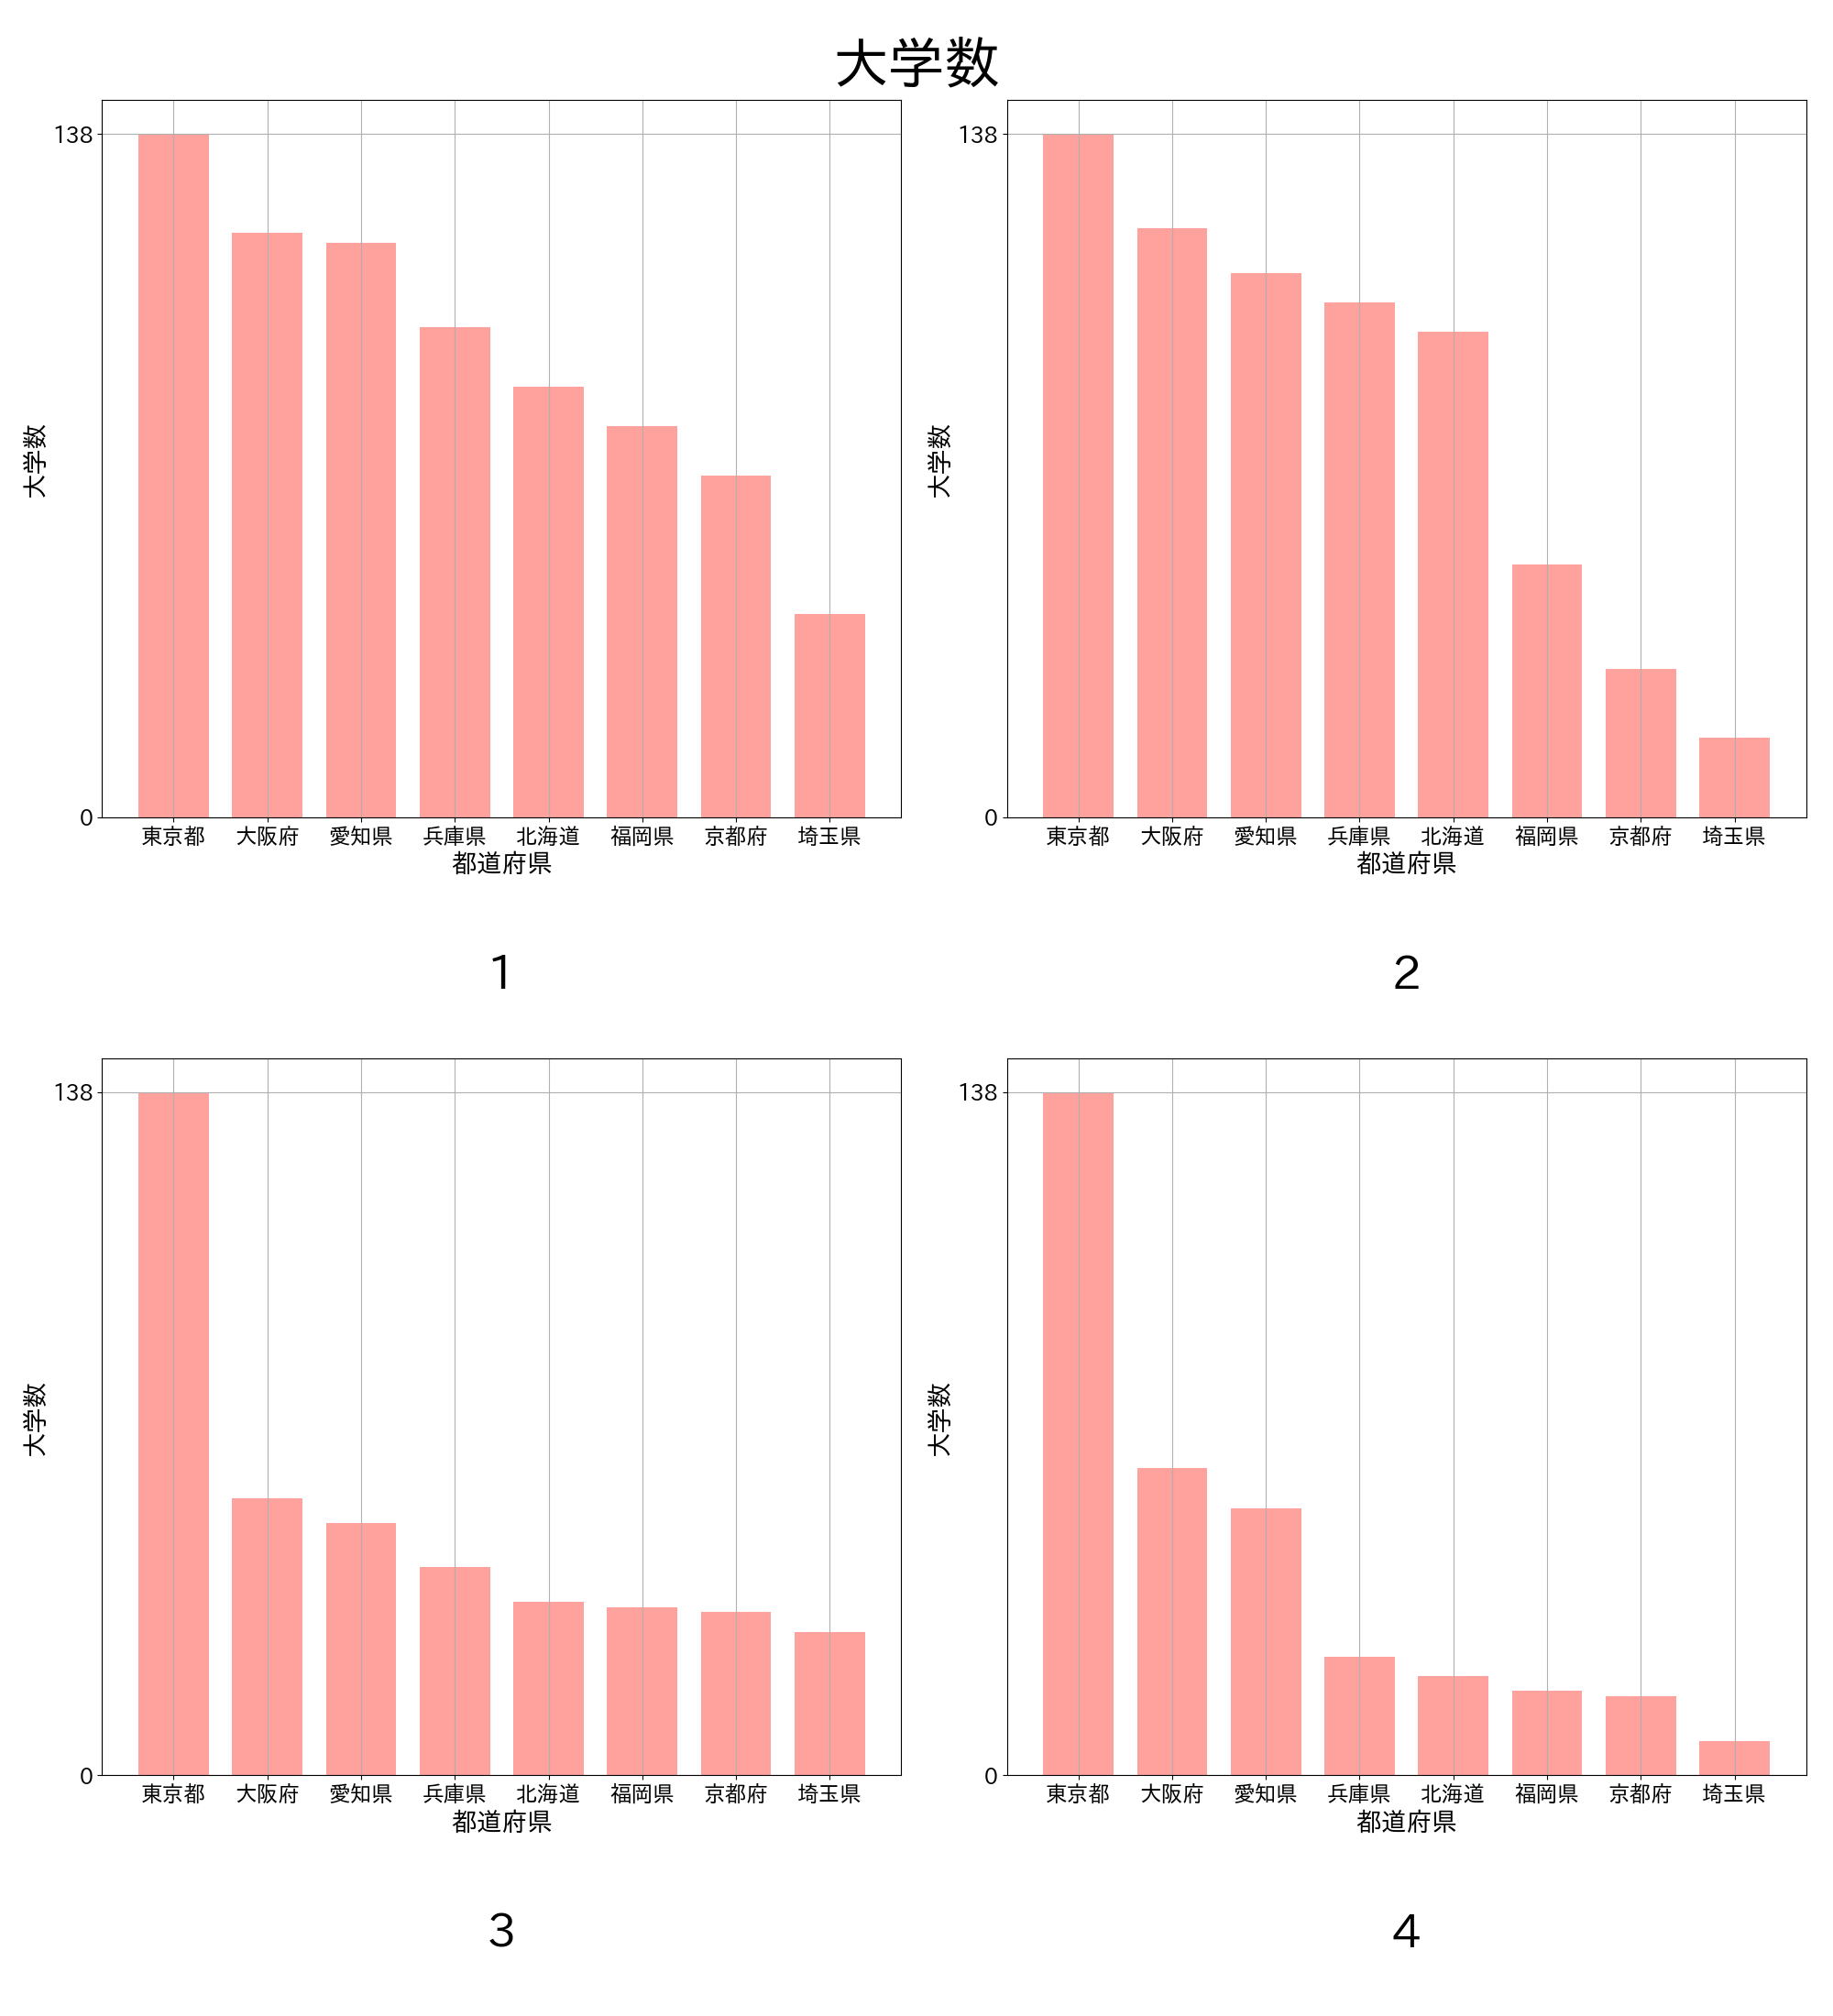 大学数
138
0
大学数
東京都 大阪府 愛知県 兵庫県 北海道 福岡県 京都府 埼玉県
都道府県
1
138
0
大学数
東京都 大阪府 愛知県 兵庫県 北海道 福岡県 京都府 埼玉県
都道府県
2
138
0
大学数
東京都 大阪府 愛知県 兵庫県 北海道 福岡県 京都府 埼玉県
都道府県
3
138
0
大学数
東京都 大阪府 愛知県 兵庫県 北海道 福岡県 京都府 埼玉県
都道府県
4